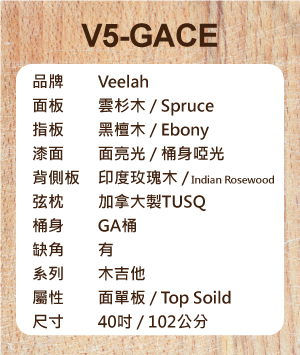 V5-GACE
品牌 Veelah
面板 雲杉木 / Spruce
指板 黑檀木 / Ebony
漆面 面亮光 / 桶身啞光
背側板 印度玫瑰木 / Indian Rosewood
弦枕 加拿大製TUSQ
桶身 GA桶
缺角 有
系列 木吉他
屬性 面單板 / Top Soild
尺寸 40吋 / 102公分